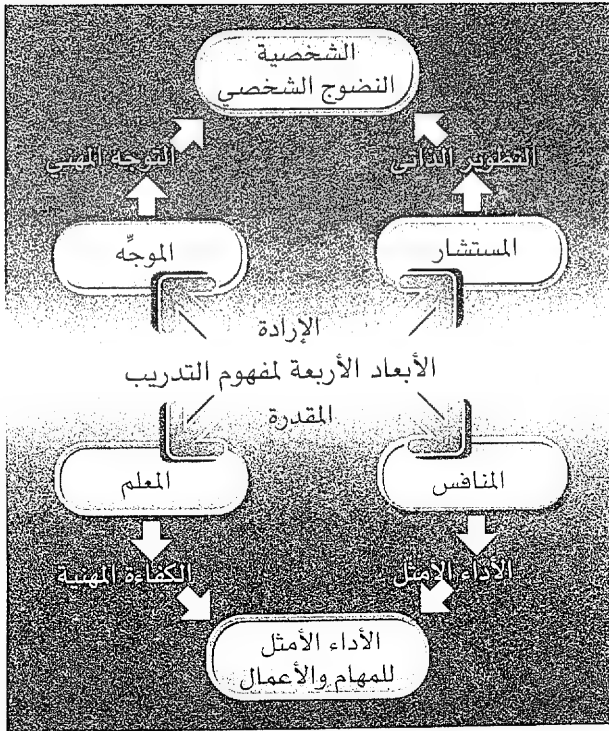 الشخصية
النضوج الشخصي
التطوير الذاتي
التوجه المهني
المستشار
الموجِّه
الإرادة
الأبعاد الأربعة لمفهوم التدريب
المقدرة
المنافس
المعلم
الأداء الأمثل
الكفاءة المهنية
الأداء الأمثل
للمهام والأعمال